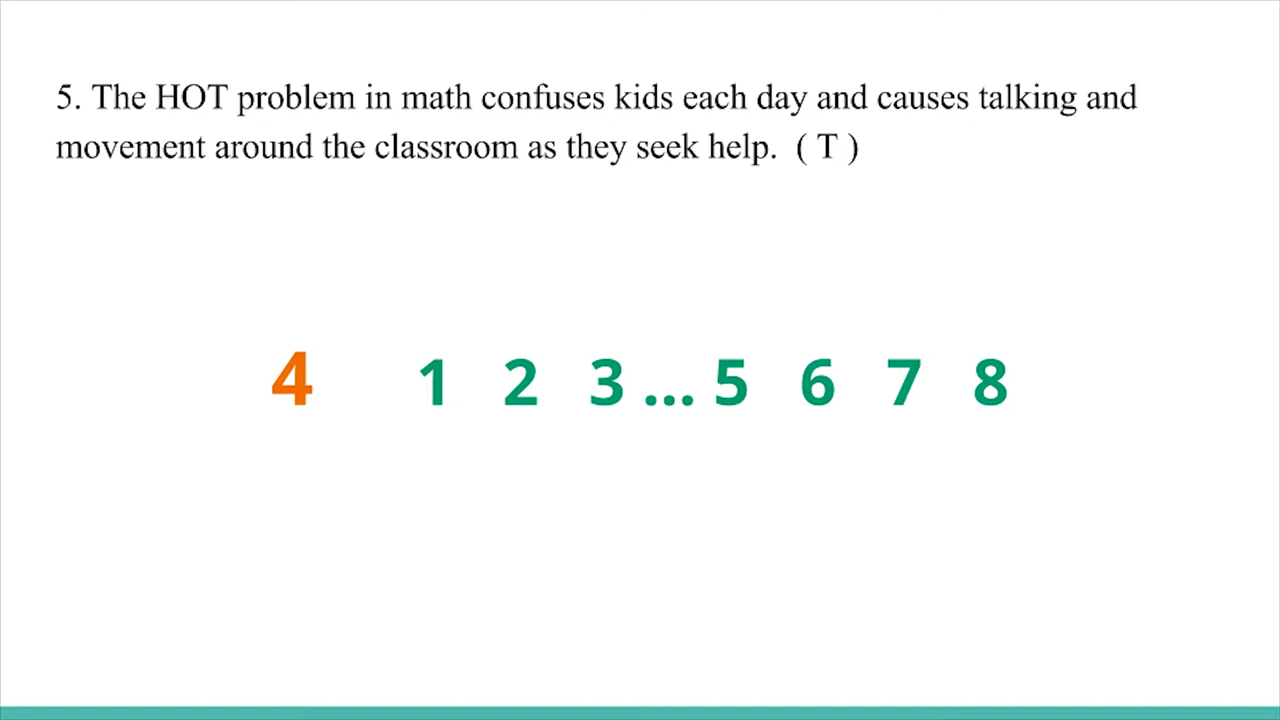 5. The HOT problem in math confuses kids each day and causes talking and
movement around the classroom as they seek help. ( T )
4 1 2 3 ... 5 6 7 8